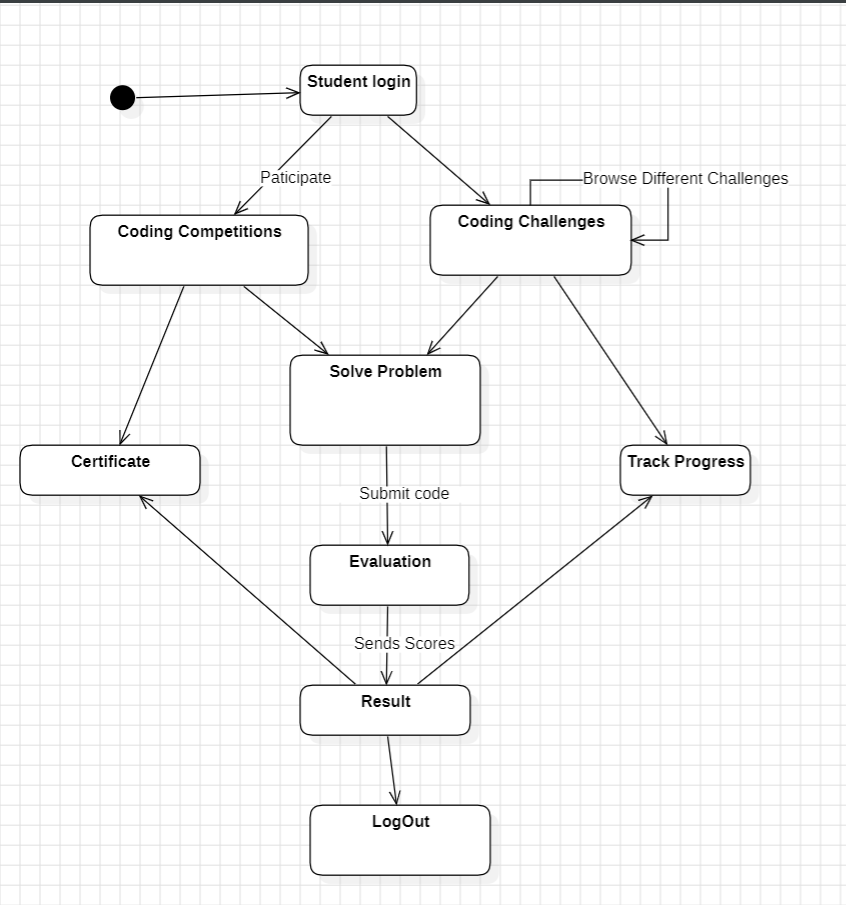 Student login
Paticipate
Browse Different Challenges
Coding Competitions
Coding Challenges
Solve Problem
Certificate
Track Progress
Submit code
Evaluation
Sends Scores
Result
LogOut